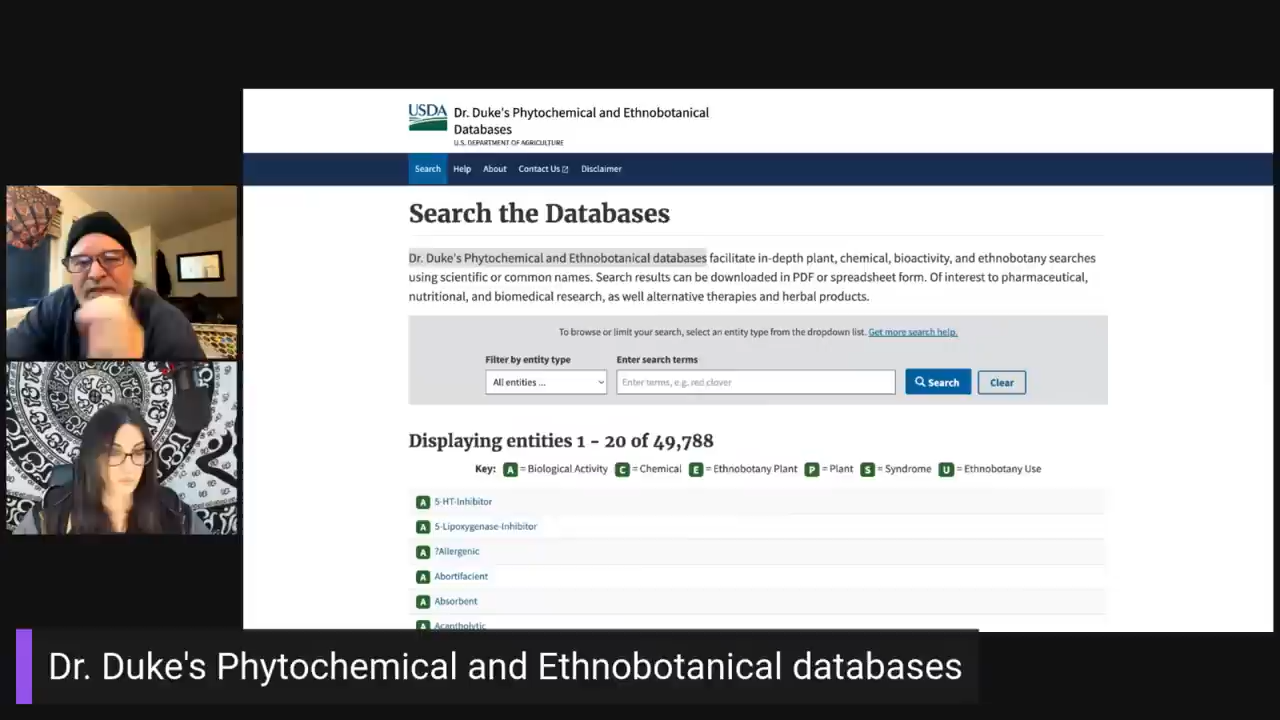 USDA
Dr. Duke's Phytochemical and Ethnobotanical
Databases
U.S. DEPARTMENT OF AGRICULTURE
Search Help About Contact Us Disclaimer
Search the Databases
Dr. Duke's Phytochemical and Ethnobotanical databases facilitate in-depth plant, chemical, bioactivity, and ethnobotany searches
using scientific or common names. Search results can be downloaded in PDF or spreadsheet form. Of interest to pharmaceutical,
nutritional, and biomedical research, as well alternative therapies and herbal products.
To browse or limit your search, select an entity type from the dropdown list. Get more search help.
Filter by entity type Enter search terms
All entities ... Enter terms, e.g. red clover Search Clear
Displaying entities 1 - 20 of 49,788
Key: A = Biological Activity C = Chemical E = Ethnobotany Plant P = Plant S = Syndrome U = Ethnobotany Use
A 5-HT-Inhibitor
A 5-Lipoxygenase-Inhibitor
A ?Allergenic
A Abortifacient
A Absorbent
A Acantholytic
Dr. Duke's Phytochemical and Ethnobotanical databases